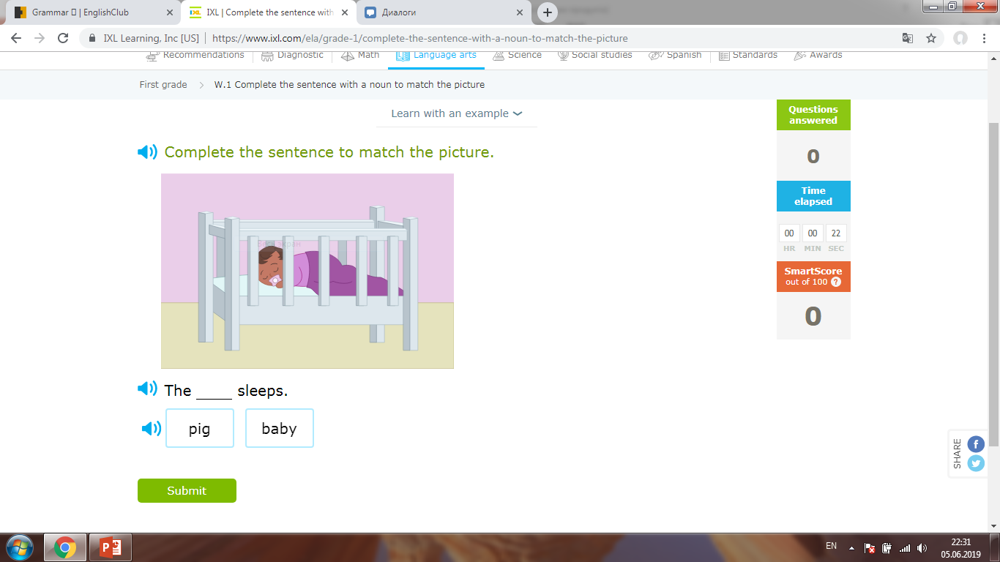 Grammar | EnglishClub
IXL | Complete the sentence with
Диалоги
IXL Learning, Inc [US] | https://www.ixl.com/ela/grade-1/complete-the-sentence-with-a-noun-to-match-the-picture
Recommendations Diagnostic Math Language arts Science Social studies Spanish Standards Awards
First grade > W.1 Complete the sentence with a noun to match the picture
Learn with an example
Questions answered
0
Time elapsed
00 00 22
HR MIN SEC
SmartScore
out of 100 ?
0
Complete the sentence to match the picture.
Весь экран
The ____ sleeps.
pig baby
Submit
SHARE
EN
22:31
05.06.2019